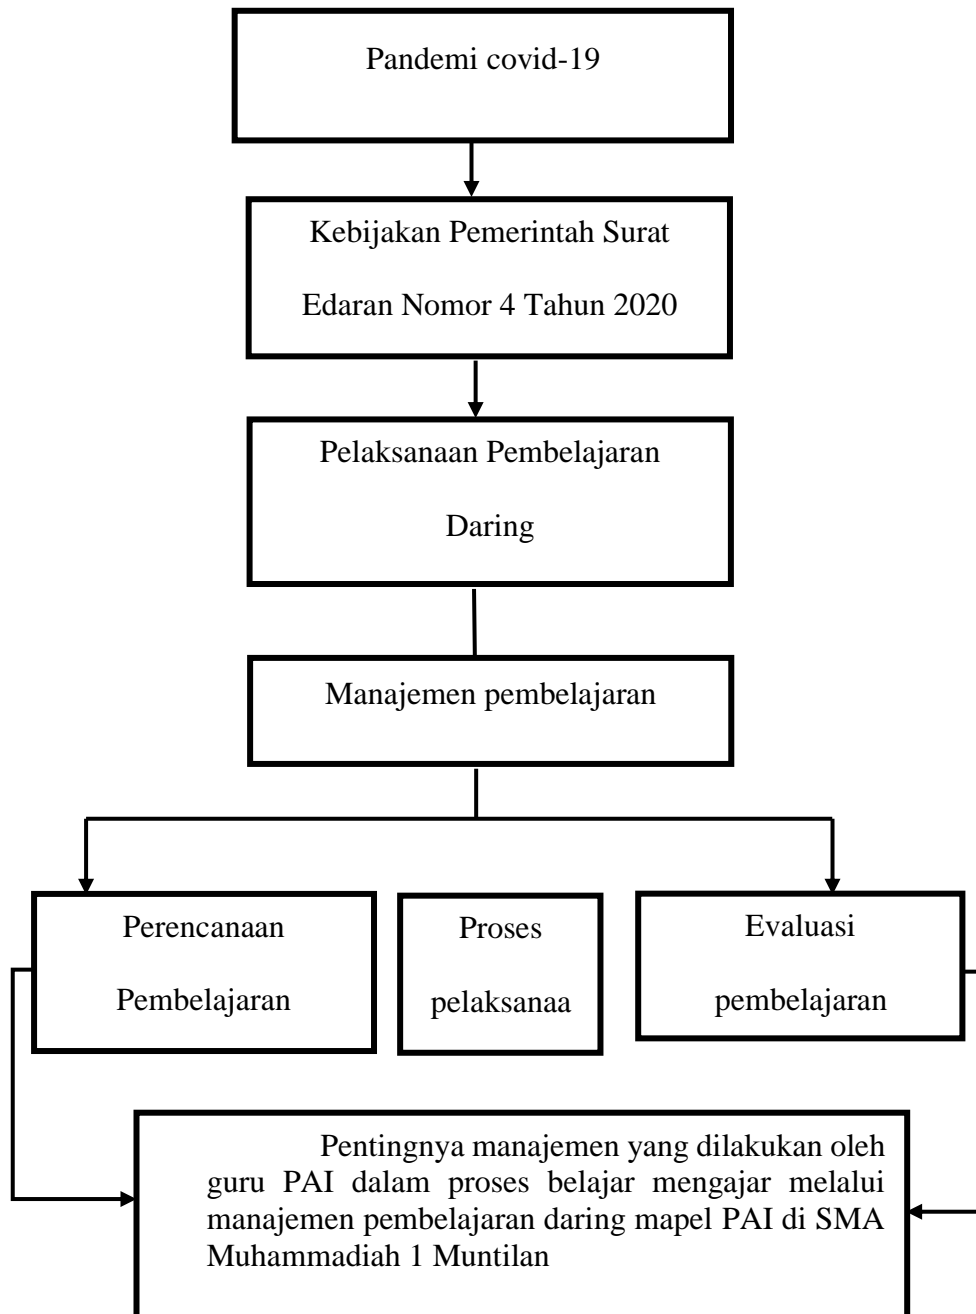 Pandemi covid-19
Kebijakan Pemerintah Surat
Edaran Nomor 4 Tahun 2020
Pelaksanaan Pembelajaran
Daring
Manajemen pembelajaran
Perencanaan
Pembelajaran
Proses
pelaksanaa
Evaluasi
pembelajaran
Pentingnya manajemen yang dilakukan oleh
guru PAI dalam proses belajar mengajar melalui
manajemen pembelajaran daring mapel PAI di SMA
Muhammadiah 1 Muntilan